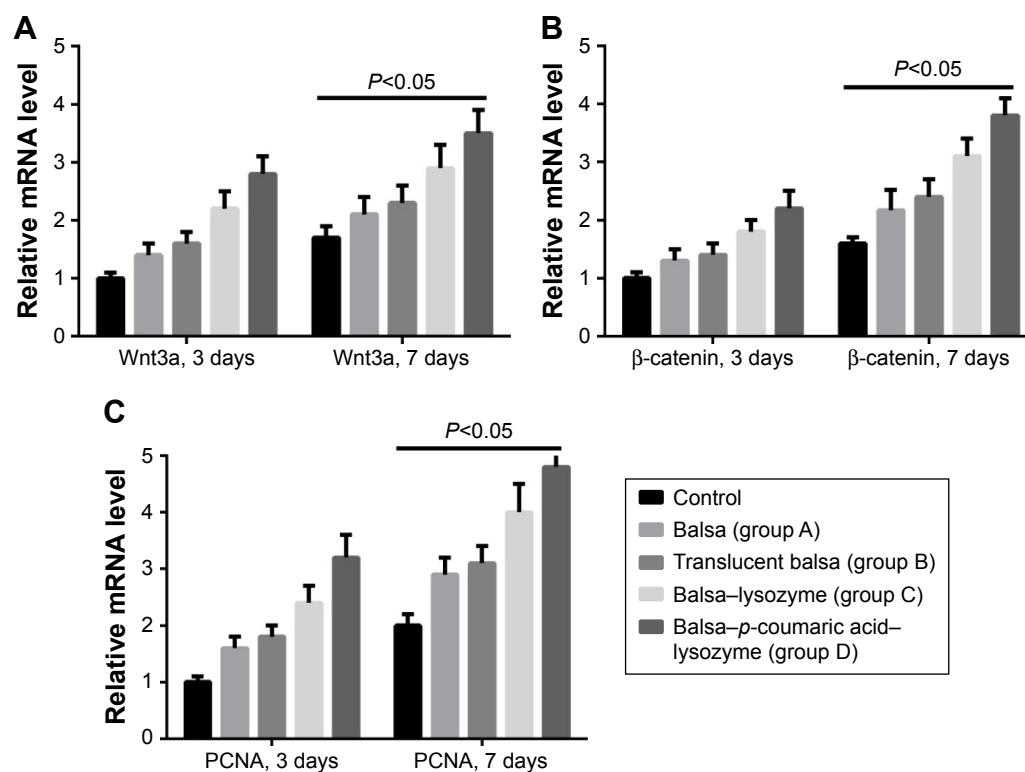 A
Relative mRNA level
5
4
3
2
1
0
P<0.05
Wnt3a, 3 days
Wnt3a, 7 days
B
Relative mRNA level
5
4
3
2
1
0
P<0.05
β-catenin, 3 days
β-catenin, 7 days
C
Relative mRNA level
5
4
3
2
1
0
P<0.05
PCNA, 3 days
PCNA, 7 days
Control
Balsa (group A)
Translucent balsa (group B)
Balsa–lysozyme (group C)
Balsa–p-coumaric acid–
lysozyme (group D)